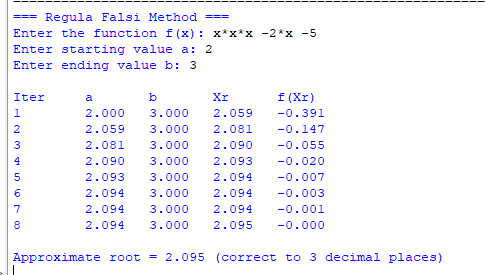 === Regula Falsi Method ===
Enter the function f(x): x*x*x -2*x -5
Enter starting value a: 2
Enter ending value b: 3
Iter a b Xr f(Xr)
1 2.000 3.000 2.059 -0.391
2 2.059 3.000 2.081 -0.147
3 2.081 3.000 2.090 -0.055
4 2.090 3.000 2.093 -0.020
5 2.093 3.000 2.094 -0.007
6 2.094 3.000 2.094 -0.003
7 2.094 3.000 2.094 -0.001
8 2.094 3.000 2.095 -0.000
Approximate root = 2.095 (correct to 3 decimal places)